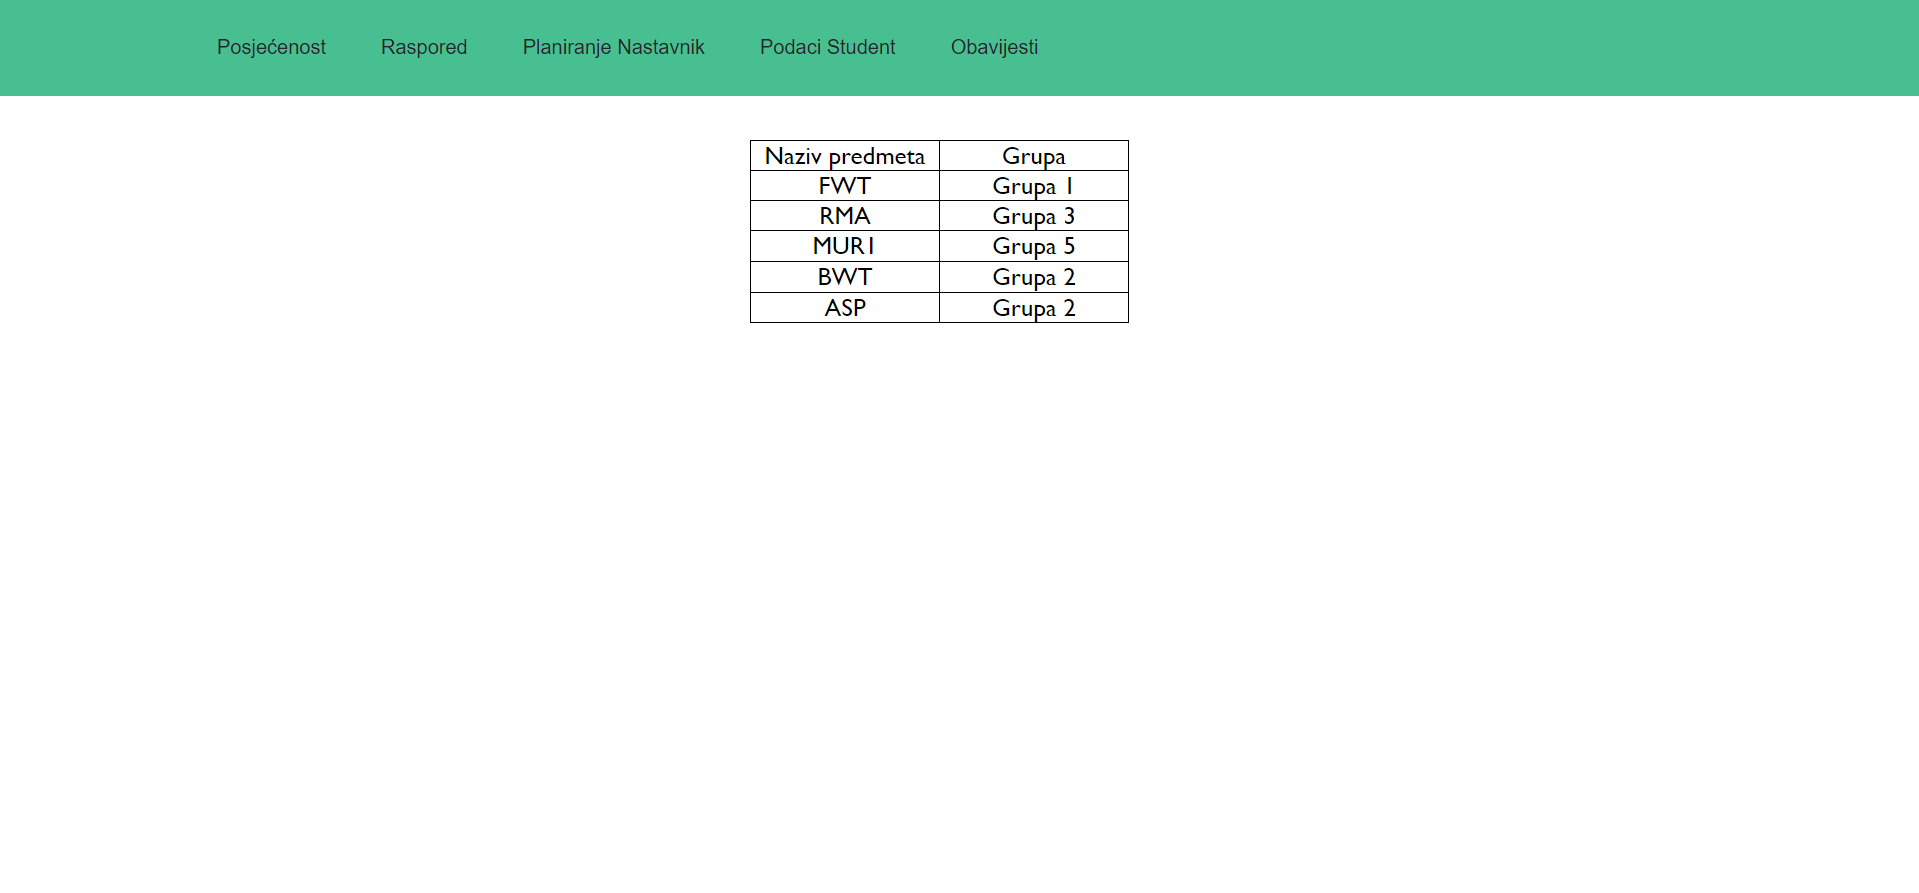 Posjećenost Raspored Planiranje Nastavnik Podaci Student Obavijesti
Naziv predmeta Grupa
FWT Grupa 1
RMA Grupa 3
MUR1 Grupa 5
BWT Grupa 2
ASP Grupa 2